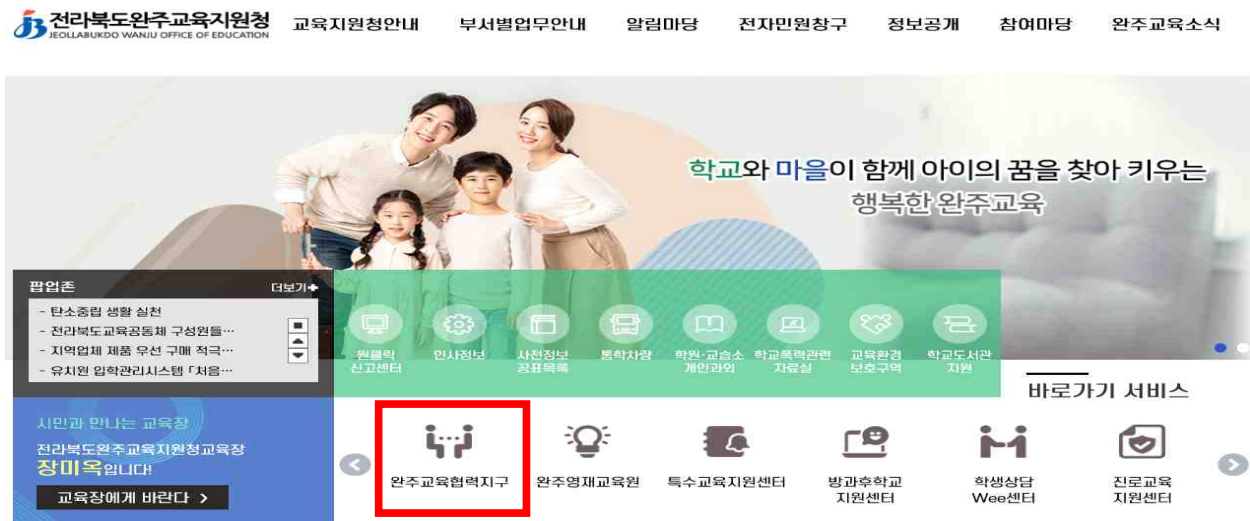 전라북도완주교육지원청
JEOLLABUKDO WANJU OFFICE OF EDUCATION
교육지원청안내 부서별업무안내 알림마당 전자민원창구 정보공개 참여마당 완주교육소식
학교와 마을이 함께 아이의 꿈을 찾아 키우는
행복한 완주교육
팝업존 더보기+
- 탄소중립 생활 실천
- 전라북도교육공동체 구성원들…
- 지역업체 제품 우선 구매 적극…
- 유치원 입학관리시스템 「처음…
원클릭 신고센터
인사정보
사전정보 공표목록
통학차량
학원·교습소 개인과외
학교폭력관련 자료실
교육환경 보호구역
학교도서관 지원
바로가기 서비스
시민과 만나는 교육장
전라북도완주교육지원청교육장
장미옥입니다!
교육장에게 바란다 >
완주교육협력지구
완주영재교육원
특수교육지원센터
방과후학교 지원센터
학생상담 Wee센터
진로교육 지원센터